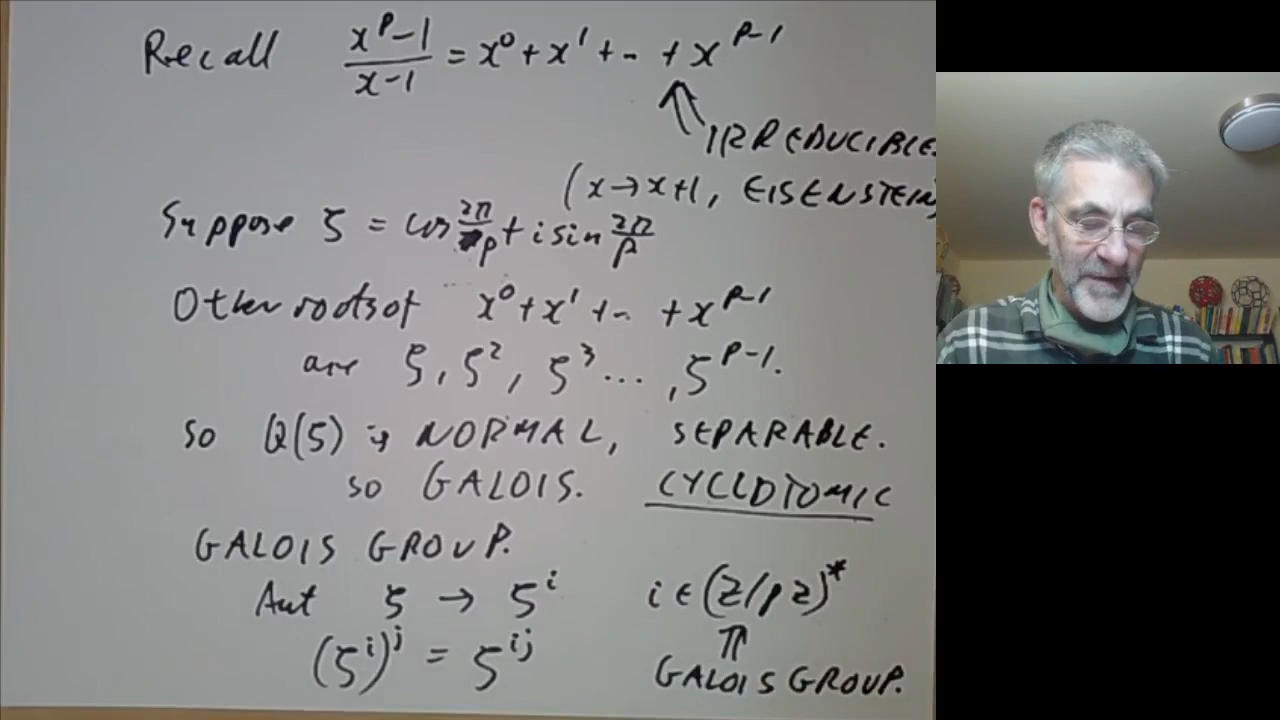 Recall (x^p - 1)/(x - 1) = x^0 + x^1 + .. + x^{p-1}
IRREDUCIBLE.
(x → x+1, EISENSTEIN)
Suppose ζ = cos 2π/p + i sin 2π/p
Other roots of x^0 + x^1 + .. + x^{p-1}
are ζ, ζ^2, ζ^3 ..., ζ^{p-1}.
so Q(ζ) is NORMAL, SEPARABLE.
so GALOIS. CYCLOTOMIC
GALOIS GROUP.
Aut ζ → ζ^i i ∈ (Z/pZ)^*
(ζ^i)^j = ζ^{ij}
GALOIS GROUP.